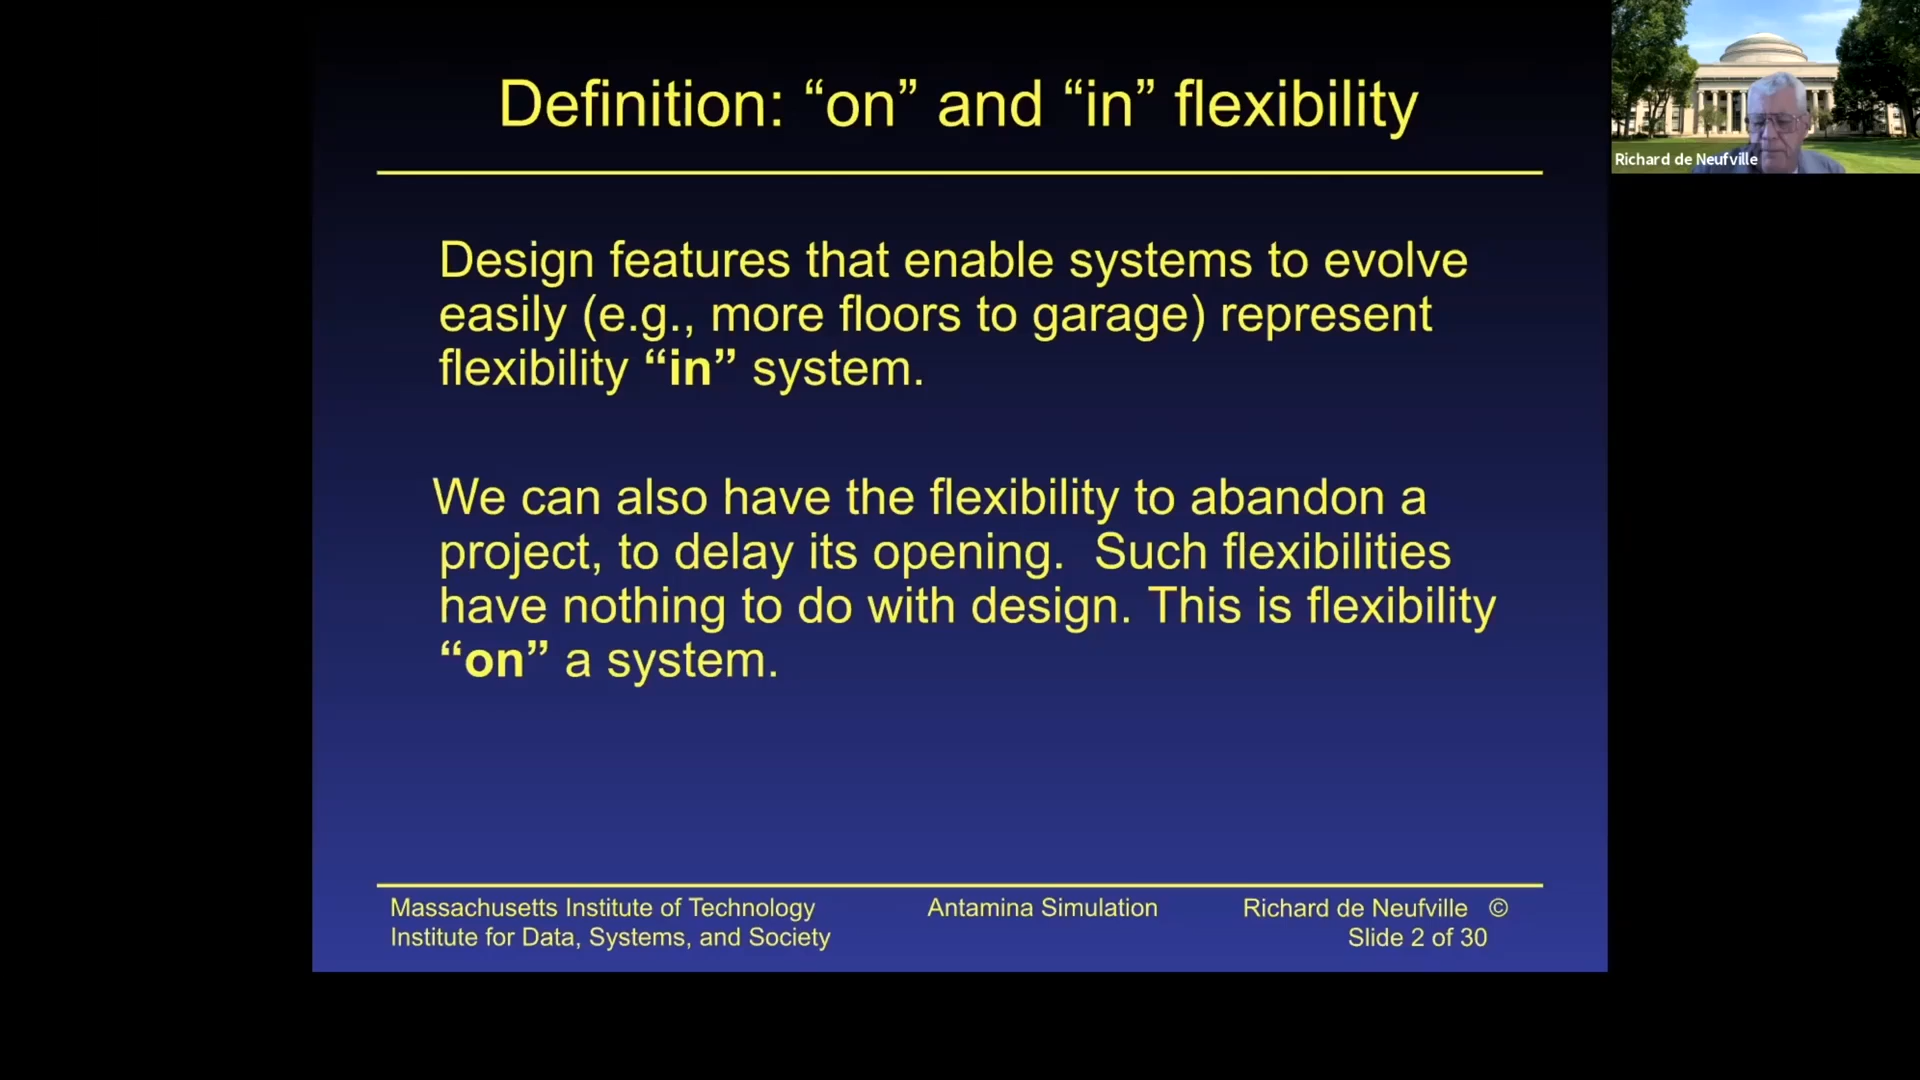 Definition: “on” and “in” flexibility
Richard de Neufville
Design features that enable systems to evolve
easily (e.g., more floors to garage) represent
flexibility “in” system.
We can also have the flexibility to abandon a
project, to delay its opening.  Such flexibilities
have nothing to do with design. This is flexibility
“on” a system.
Massachusetts Institute of Technology
Institute for Data, Systems, and Society
Antamina Simulation
Richard de Neufville ©
Slide 2 of 30